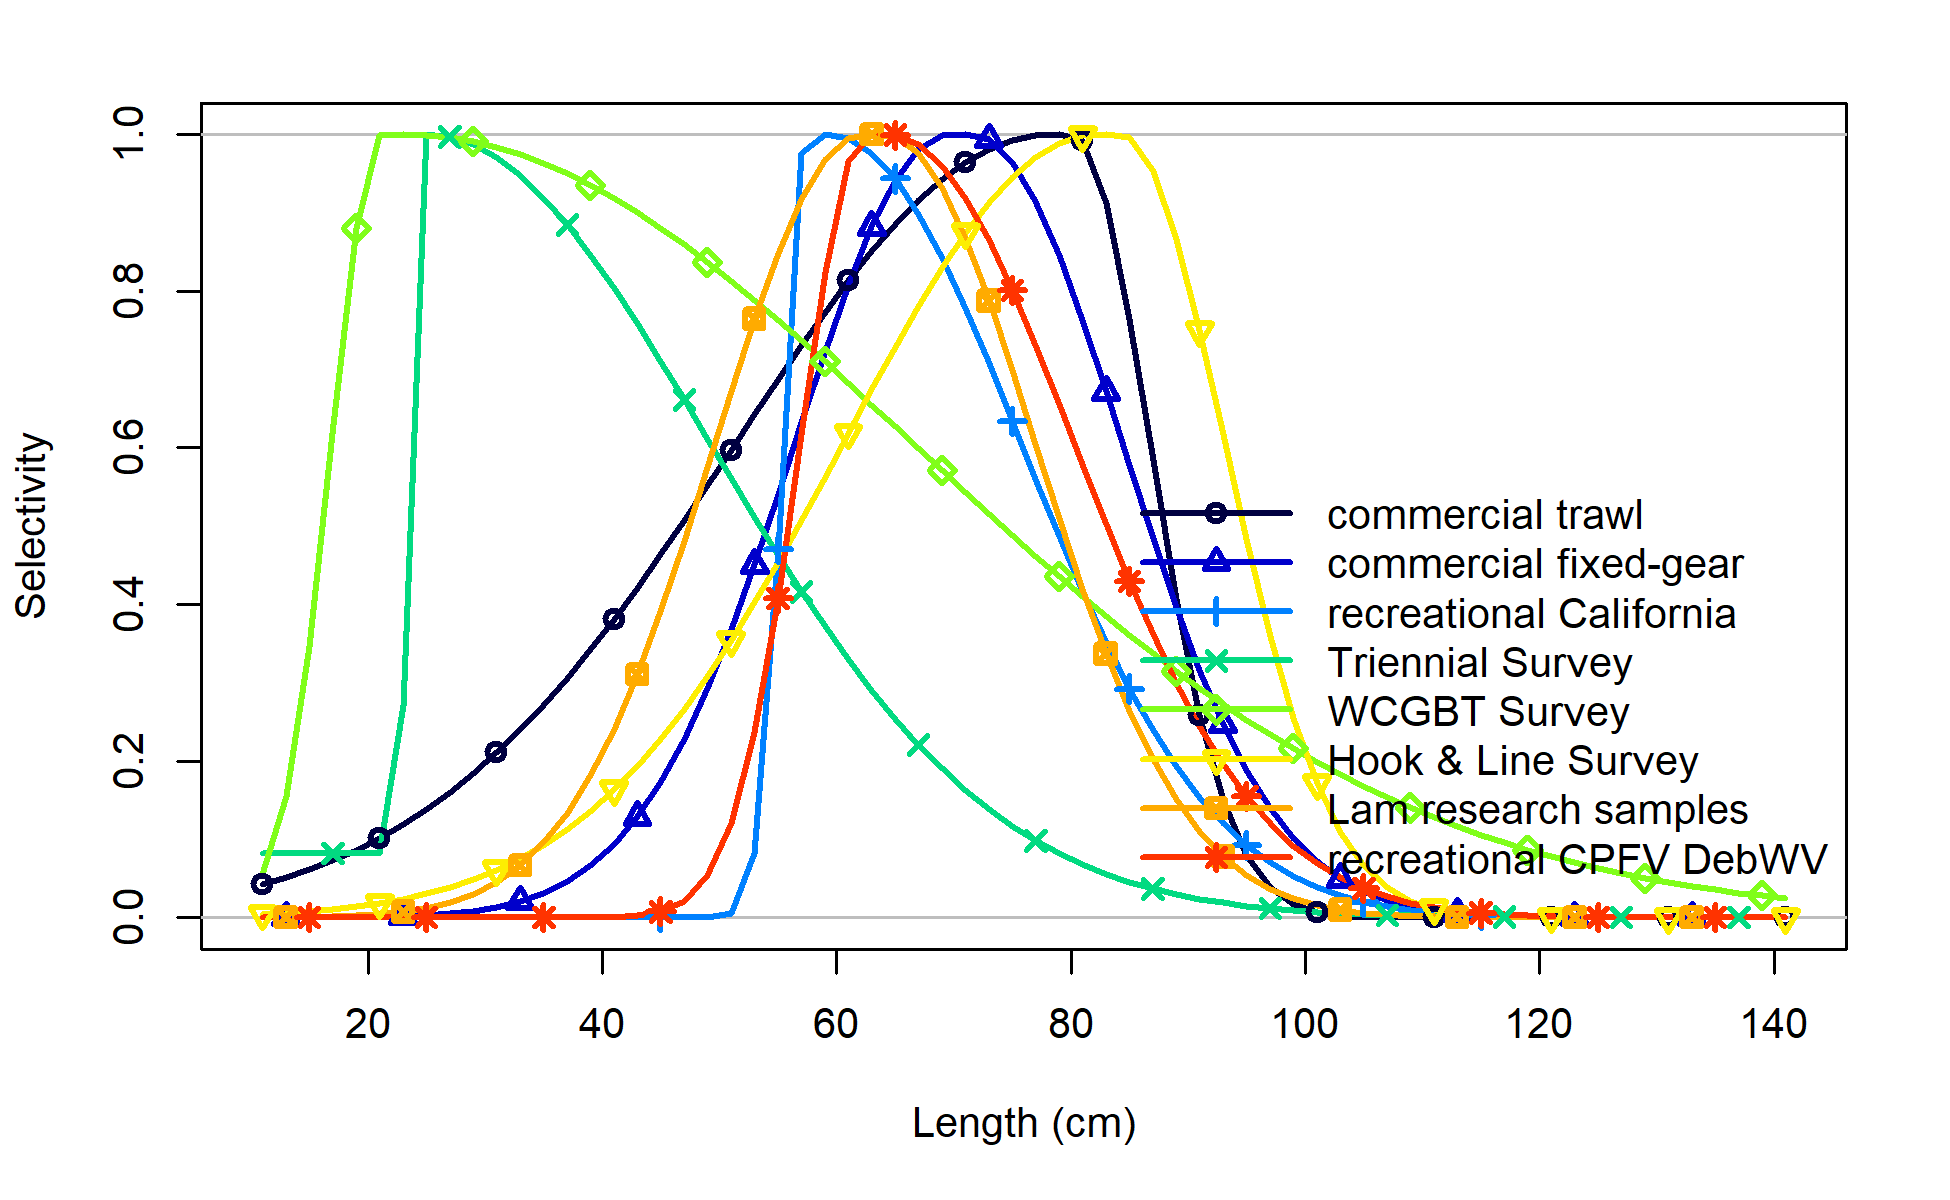 1.0
0.8
0.6
0.4
0.2
0.0
Selectivity
commercial trawl
commercial fixed-gear
recreational California
Triennial Survey
WCGBT Survey
Hook & Line Survey
Lam research samples
recreational CPFV DebWV
20 40 60 80 100 120 140
Length (cm)